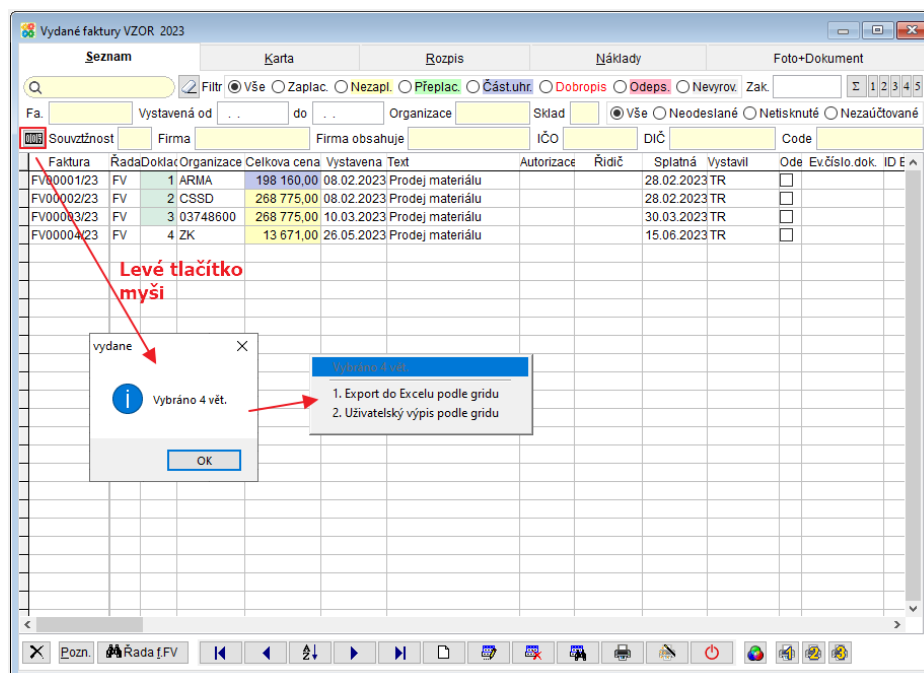 Vydané faktury VZOR 2023
Seznam Karta Rozpis Náklady Foto+Dokument
Filtr Vše Zaplac. Nezapl. Přeplac. Část.uhr. Dobropis Odeps. Nevyrov. Zak. Σ 1 2 3 4 5
Fa. Vystavená od . . do . . Organizace Sklad Vše Neodeslané Netisknuté Nezaúčtované
Souvztžnost Firma Firma obsahuje IČO DIČ Code
Faktura Řada Doklac Organizace Celkova cena Vystavena Text Autorizace Řidič Splatná Vystavil Ode Ev.číslo.dok. ID E
FV00001/23 FV 1 ARMA 198 160,00 08.02.2023 Prodej materiálu 28.02.2023 TR
FV00002/23 FV 2 CSSD 268 775,00 08.02.2023 Prodej materiálu 28.02.2023 TR
FV00003/23 FV 3 03748600 268 775,00 10.03.2023 Prodej materiálu 30.03.2023 TR
FV00004/23 FV 4 ZK 13 671,00 26.05.2023 Prodej materiálu 15.06.2023 TR
Levé tlačítko
myši
vydane
Vybráno 4 vět.
OK
Vybráno 4 vět.
1. Export do Excelu podle gridu
2. Uživatelský výpis podle gridu
Pozn. Řada f.FV 1 2 3